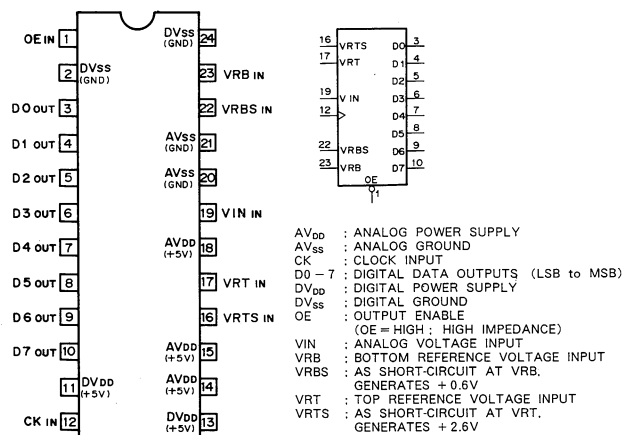 OE IN 1
DVSS (GND) 24
2 DVSS (GND)
23 VRB IN
D0 OUT 3
22 VRBS IN
D1 OUT 4
AVSS (GND) 21
D2 OUT 5
AVSS (GND) 20
D3 OUT 6
19 VIN IN
D4 OUT 7
AVDD (+5V) 18
D5 OUT 8
17 VRT IN
D6 OUT 9
16 VRTS IN
D7 OUT 10
AVDD (+5V) 15
11 DVDD (+5V)
AVDD (+5V) 14
CK IN 12
DVDD (+5V) 13
16 VRTS D0 3
17 VRT D1 4
D2 5
19 V IN D3 6
12 D4 7
D5 8
22 VRBS D6 9
23 VRB D7 10
OE
1
AVDD : ANALOG POWER SUPPLY
AVSS : ANALOG GROUND
CK : CLOCK INPUT
D0 - 7 : DIGITAL DATA OUTPUTS (LSB to MSB)
DVDD : DIGITAL POWER SUPPLY
DVSS : DIGITAL GROUND
OE : OUTPUT ENABLE
(OE = HIGH ; HIGH IMPEDANCE)
VIN : ANALOG VOLTAGE INPUT
VRB : BOTTOM REFERENCE VOLTAGE INPUT
VRBS : AS SHORT-CIRCUIT AT VRB,
GENERATES + 0.6V
VRT : TOP REFERENCE VOLTAGE INPUT
VRTS : AS SHORT-CIRCUIT AT VRT,
GENERATES + 2.6V